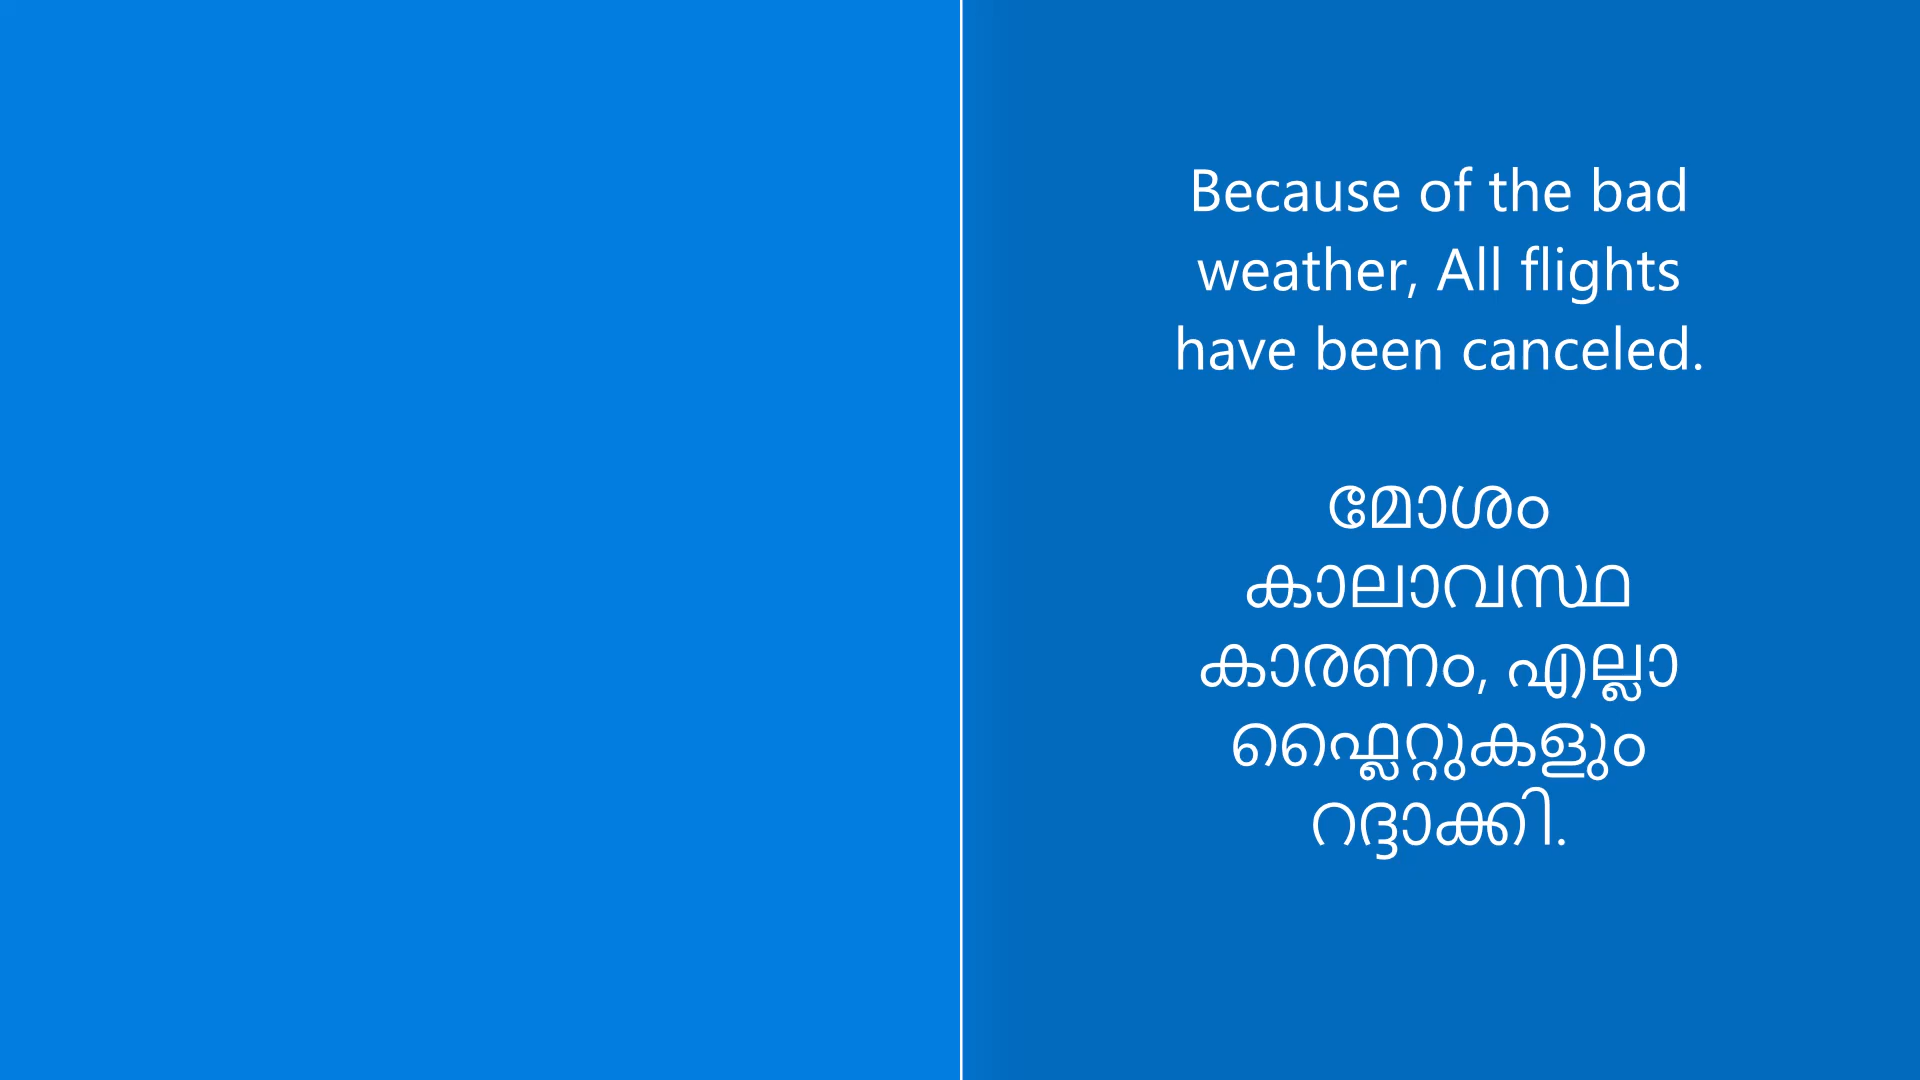 Because of the bad
weather, All flights
have been canceled.
മോശം
കാലാവസ്ഥ
കാരണം, എല്ലാ
ഫ്ലൈറ്റുകളും
റദ്ദാക്കി.